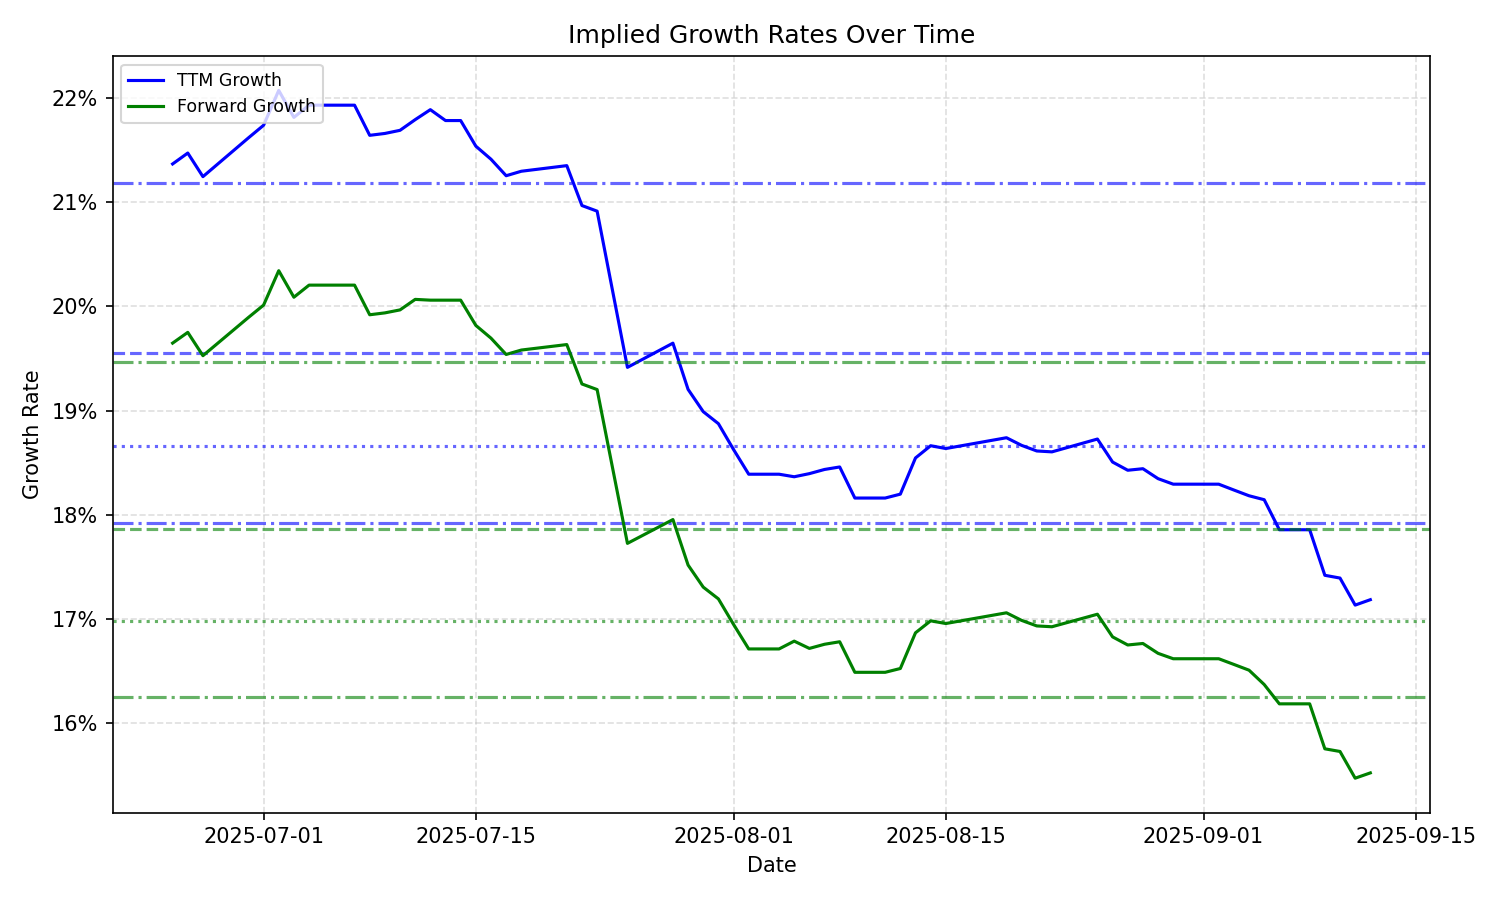 Implied Growth Rates Over Time
TTM Growth
Forward Growth
22%
21%
20%
19%
18%
17%
16%
Growth Rate
2025-07-01
2025-07-15
2025-08-01
2025-08-15
2025-09-01
2025-09-15
Date